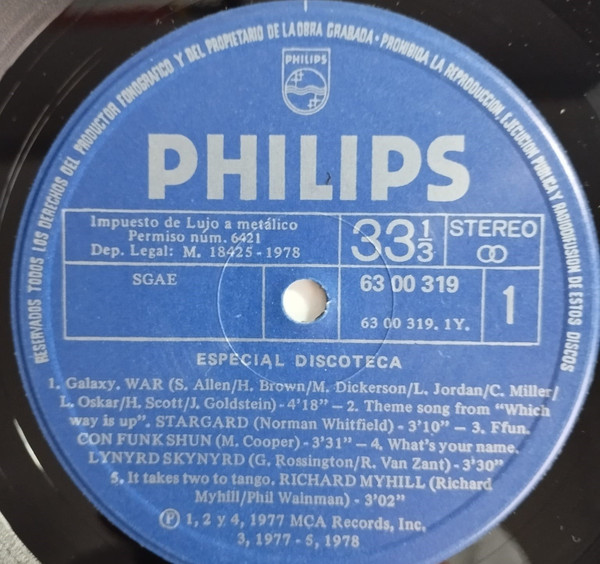 RESERVADOS TODOS LOS DERECHOS DEL PRODUCTOR FONOGRAFICO Y DEL PROPIETARIO DE LA OBRA GRABADA · PROHIBIDA LA REPRODUCCION, EJECUCION PUBLICA Y RADIODIFUSION DE ESTOS DISCOS
PHILIPS
PHILIPS
Impuesto de Lujo a metálico
Permiso núm. 6421
Dep. Legal: M. 18425-1978
33 1/3
STEREO
SGAE
63 00 319
63 00 319. 1Y.
1
ESPECIAL DISCOTECA
1. Galaxy. WAR (S. Allen/H. Brown/M. Dickerson/L. Jordan/C. Miller/
L. Oskar/H. Scott/J. Goldstein) - 4'18" — 2. Theme song from "Which
way is up". STARGARD (Norman Whitfield) - 3'10" — 3. Ffun.
CON FUNK SHUN (M. Cooper) - 3'31" — 4. What's your name.
LYNYRD SKYNYRD (G. Rossington/R. Van Zant) - 3'30"
5. It takes two to tango. RICHARD MYHILL (Richard
Myhill/Phil Wainman) - 3'02"
Ⓟ 1, 2 y 4, 1977 MCA Records, Inc.
3, 1977 - 5, 1978